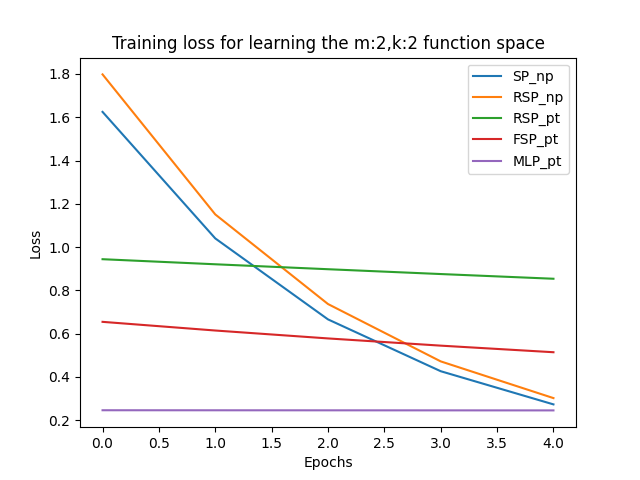 Training loss for learning the m:2,k:2 function space
SP_np
RSP_np
RSP_pt
FSP_pt
MLP_pt
Loss
1.8
1.6
1.4
1.2
1.0
0.8
0.6
0.4
0.2
0.0 0.5 1.0 1.5 2.0 2.5 3.0 3.5 4.0
Epochs